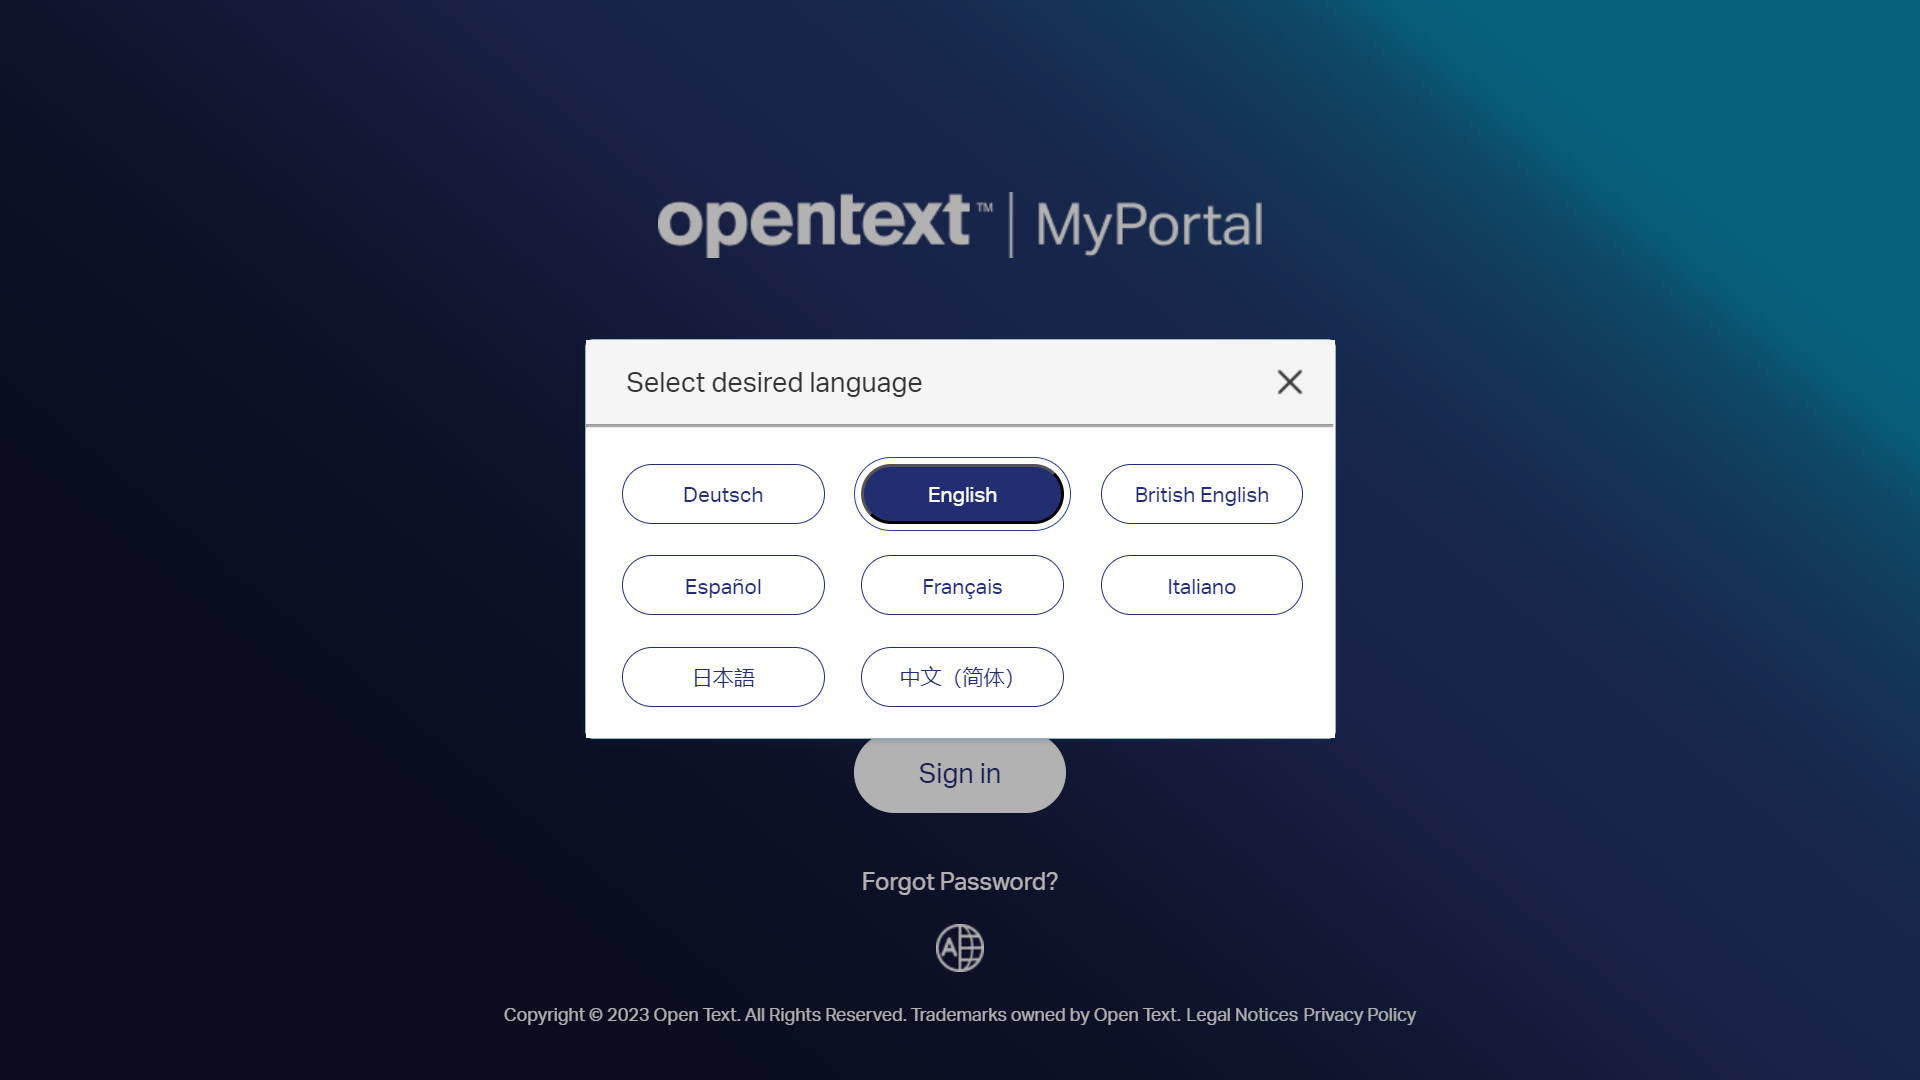 opentext™ | MyPortal
Select desired language
Deutsch
English
British English
Español
Français
Italiano
日本語
中文（简体）
Sign in
Forgot Password?
A
Copyright © 2023 Open Text. All Rights Reserved. Trademarks owned by Open Text. Legal Notices Privacy Policy